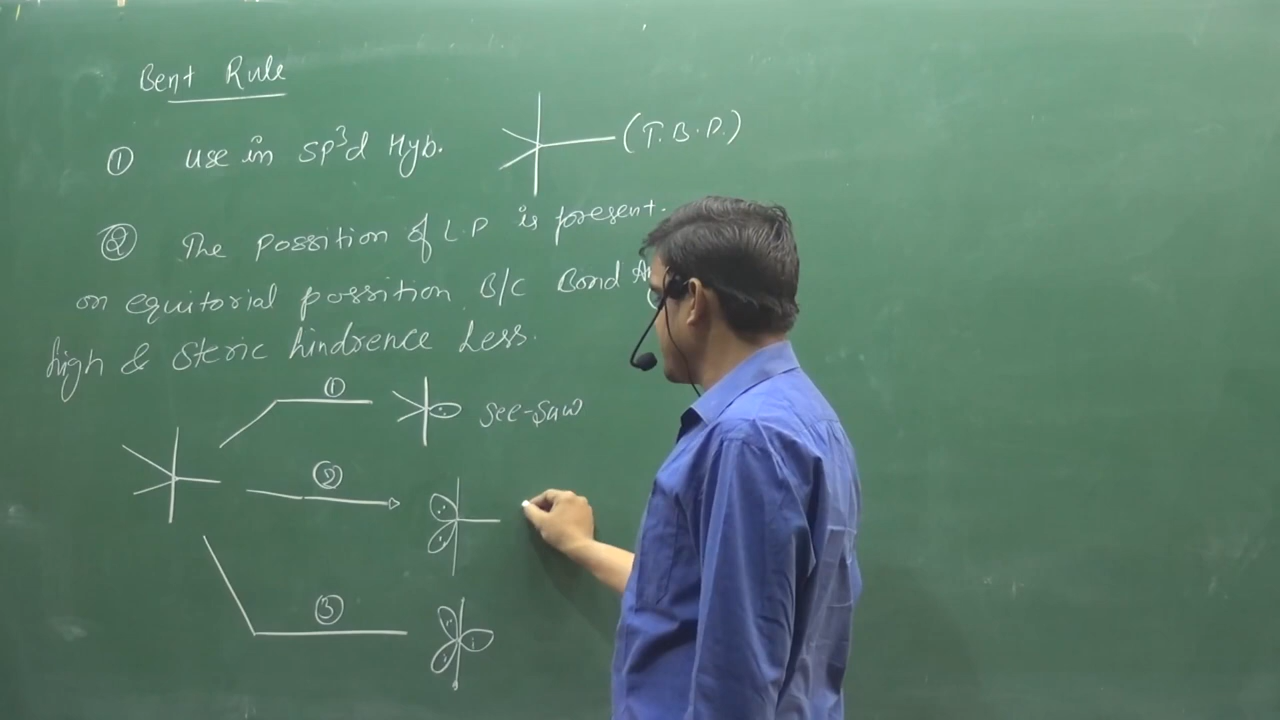 Bent Rule
① Use in SP³d Hyb. (T.B.P.)
② The Possition of L.P is present.
on equitorial possition. B/C Bond
high & Steric hindrence Less.
①
See-Saw
②
③